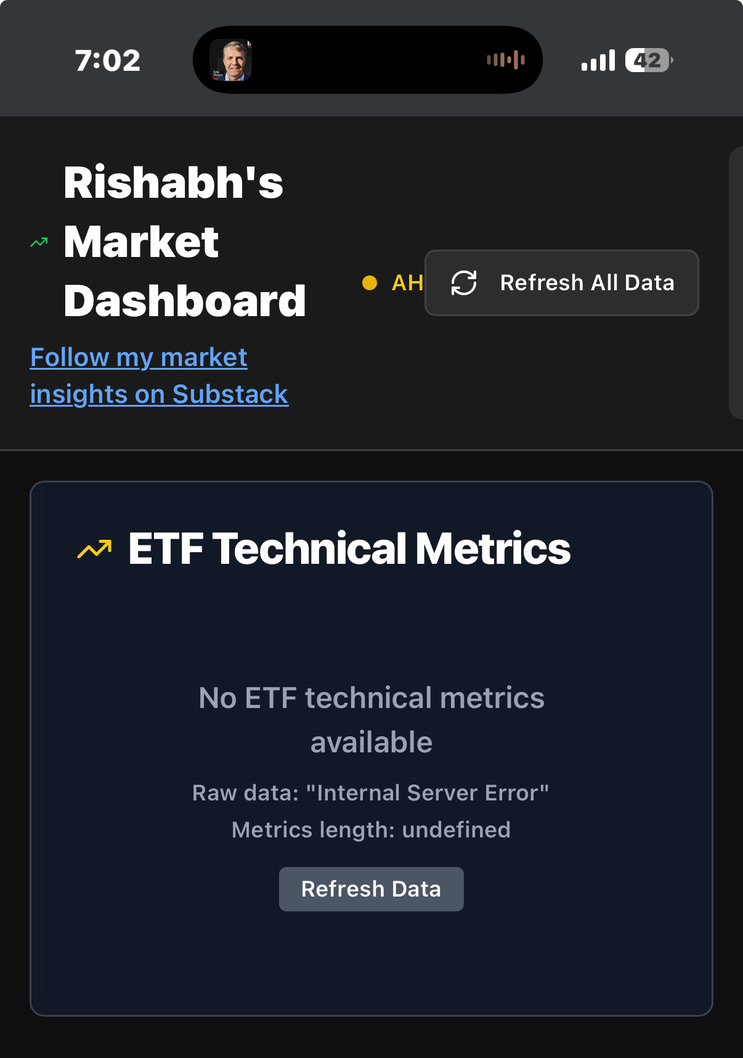 7:02
42
Rishabh's
Market
Dashboard
AH
Refresh All Data
Follow my market
insights on Substack
ETF Technical Metrics
No ETF technical metrics
available
Raw data: "Internal Server Error"
Metrics length: undefined
Refresh Data